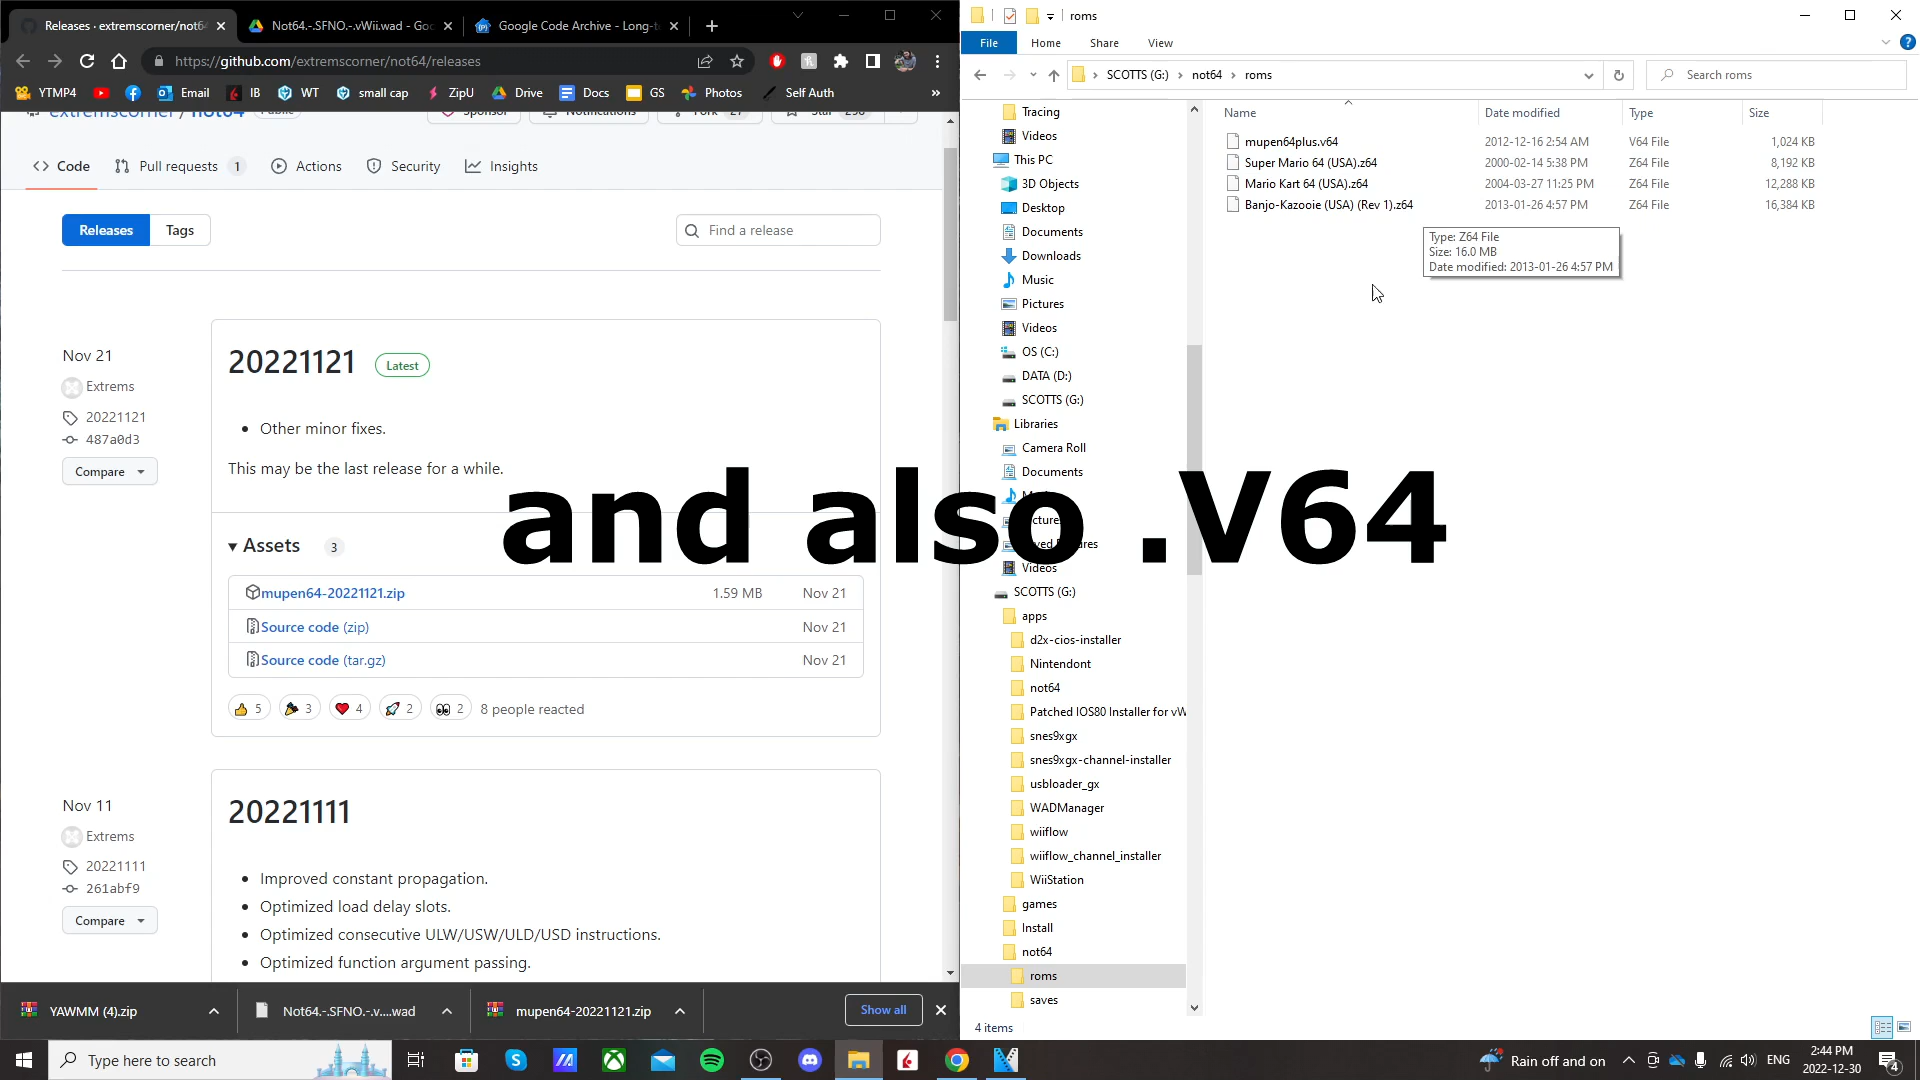 Releases · extremscorner/not6
Not64.-.SFNO.-.vWii.wad - Goo
Google Code Archive - Long-t
https://github.com/extremscorner/not64/releases
YTMP4
Email
IB
WT
small cap
ZipU
Drive
Docs
GS
Photos
Self Auth
»
extremscorner / not64
Public
Sponsor
Notifications
Fork 27
Star
Code
Pull requests 1
Actions
Security
Insights
Releases
Tags
Find a release
Nov 21
Extrems
20221121
487a0d3
Compare
20221121 Latest
• Other minor fixes.
This may be the last release for a while.
Assets 3
mupen64-20221121.zip 1.59 MB Nov 21
Source code (zip) Nov 21
Source code (tar.gz) Nov 21
5 3 4 2 2 8 people reacted
Nov 11
Extrems
20221111
261abf9
Compare
20221111
• Improved constant propagation.
• Optimized load delay slots.
• Optimized consecutive ULW/USW/ULD/USD instructions.
• Optimized function argument passing.
YAWMM (4).zip
Not64.-.SFNO.-.v....wad
mupen64-20221121.zip
Show all
and also .V64
roms
File Home Share View
SCOTTS (G:) › not64 › roms
Search roms
Tracing
Videos
This PC
3D Objects
Desktop
Documents
Downloads
Music
Pictures
Videos
OS (C:)
DATA (D:)
SCOTTS (G:)
Libraries
Camera Roll
Documents
Videos
SCOTTS (G:)
apps
d2x-cios-installer
Nintendont
not64
Patched IOS80 Installer for vW
snes9xgx
snes9xgx-channel-installer
usbloader_gx
WADManager
wiiflow
wiiflow_channel_installer
WiiStation
games
Install
not64
roms
saves
Name Date modified Type Size
mupen64plus.v64 2012-12-16 2:54 AM V64 File 1,024 KB
Super Mario 64 (USA).z64 2000-02-14 5:38 PM Z64 File 8,192 KB
Mario Kart 64 (USA).z64 2004-03-27 11:25 PM Z64 File 12,288 KB
Banjo-Kazooie (USA) (Rev 1).z64 2013-01-26 4:57 PM Z64 File 16,384 KB
Type: Z64 File
Size: 16.0 MB
Date modified: 2013-01-26 4:57 PM
4 items
Type here to search
Rain off and on
ENG
2:44 PM
2022-12-30
4